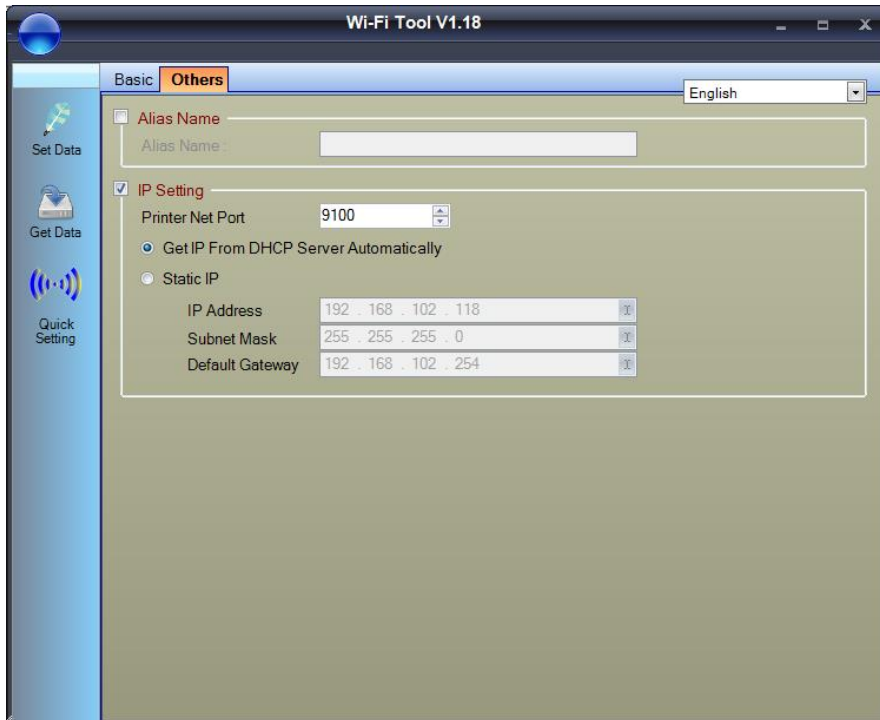 Wi-Fi Tool V1.18
Basic Others
English
Set Data
Get Data
Quick
Setting
Alias Name
Alias Name :
IP Setting
Printer Net Port 9100
Get IP From DHCP Server Automatically
Static IP
IP Address 192 . 168 . 102 . 118
Subnet Mask 255 . 255 . 255 . 0
Default Gateway 192 . 168 . 102 . 254